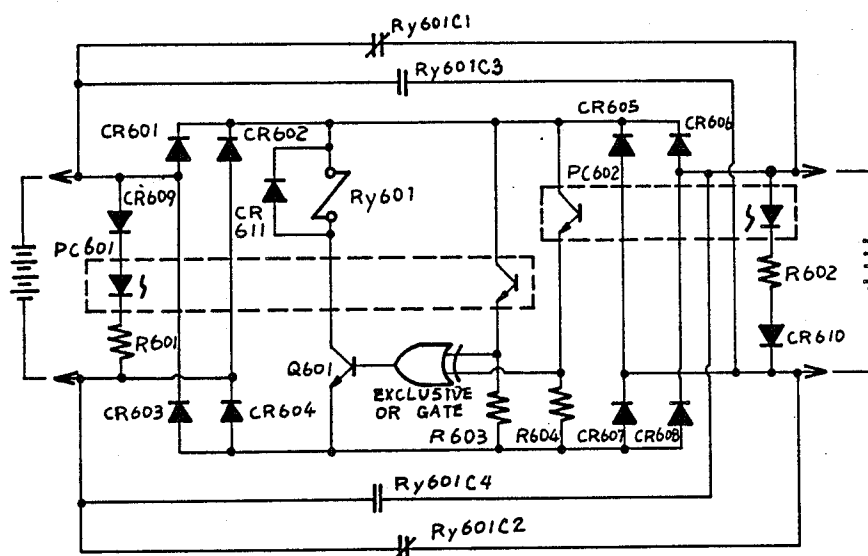 Ry601C1
Ry601C3
CR605
CR601
CR602
CR606
PC602
CR609
CR
611
Ry601
PC601
R602
R601
CR610
Q601
EXCLUSIVE
OR GATE
CR603
CR604
R603
R604
CR607
CR608
Ry601C4
Ry601C2